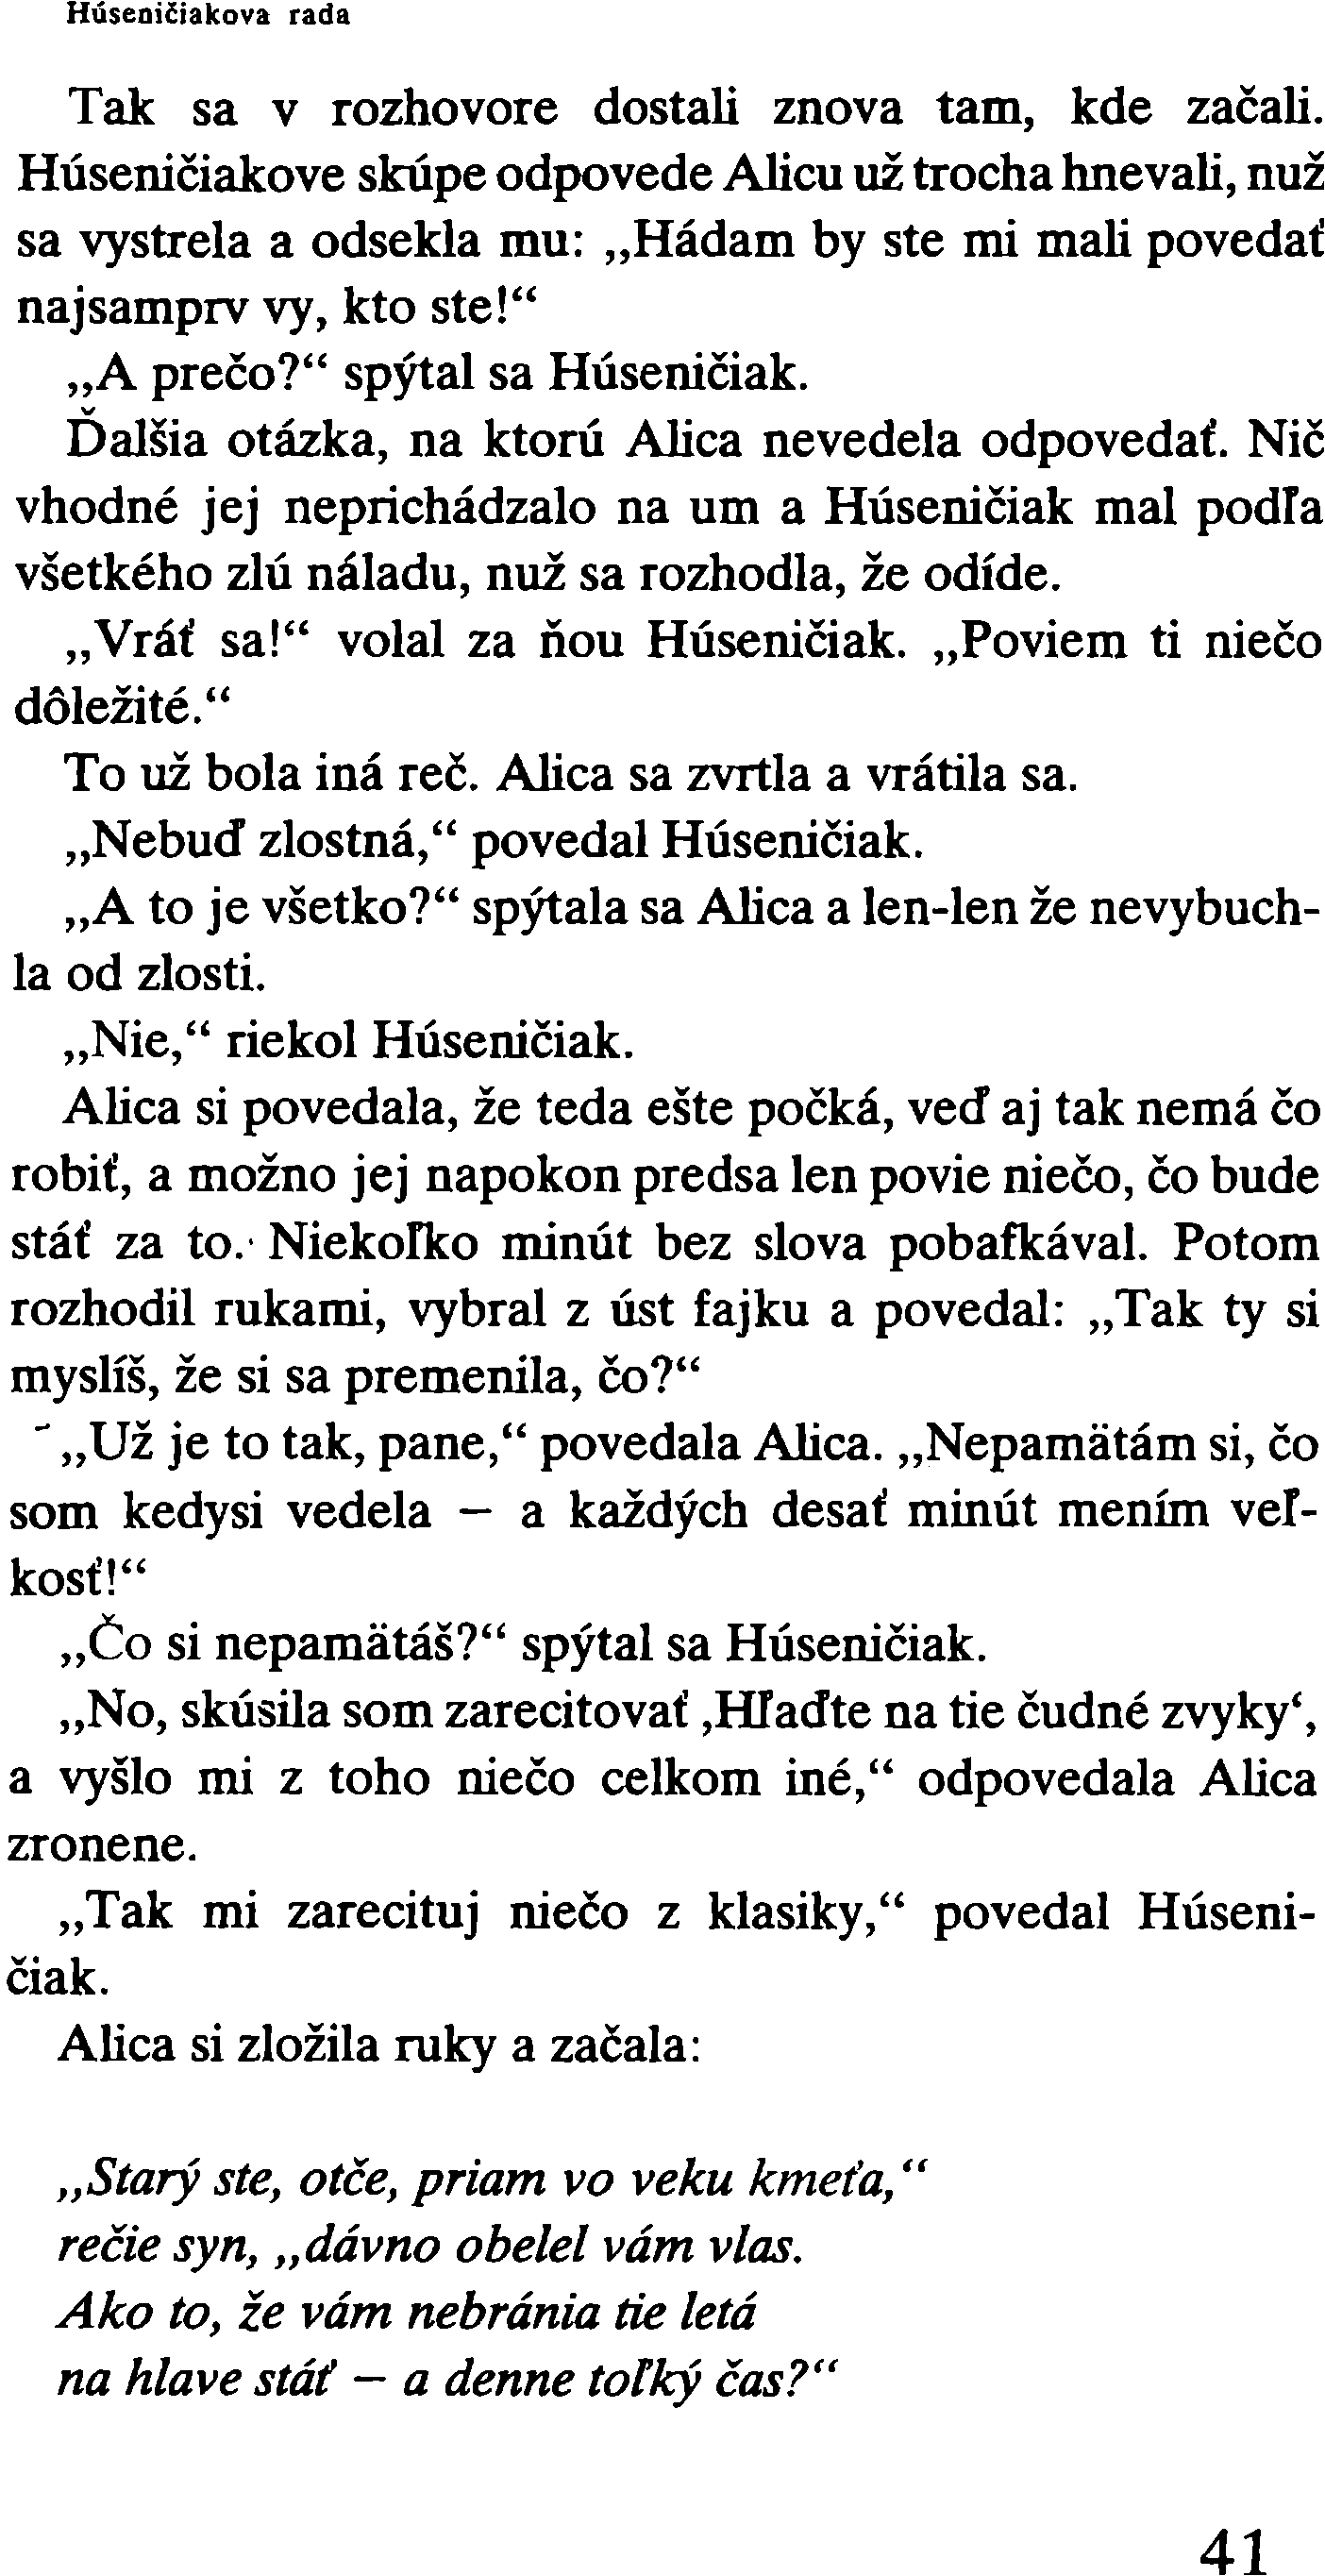 Húseničiakova rada
Tak sa v rozhovore dostali znova tam, kde začali.
Húseničiakove skúpe odpovede Alicu už trocha hnevali, nuž
sa vystrela a odsekla mu: „Hádam by ste mi mali povedať
najsamprv vy, kto ste!“
„A prečo?“ spýtal sa Húseničiak.
Ďalšia otázka, na ktorú Alica nevedela odpovedať. Nič
vhodné jej neprichádzalo na um a Húseničiak mal podľa
všetkého zlú náladu, nuž sa rozhodla, že odíde.
„Vráť sa!“ volal za ňou Húseničiak. „Poviem ti niečo
dôležité.“
To už bola iná reč. Alica sa zvrtla a vrátila sa.
„Nebuď zlostná,“ povedal Húseničiak.
„A to je všetko?“ spýtala sa Alica a len-len že nevybuch-
la od zlosti.
„Nie,“ riekol Húseničiak.
Alica si povedala, že teda ešte počká, veď aj tak nemá čo
robiť, a možno jej napokon predsa len povie niečo, čo bude
stáť za to. Niekoľko minút bez slova pobafkával. Potom
rozhodil rukami, vybral z úst fajku a povedal: „Tak ty si
myslíš, že si sa premenila, čo?“
„Už je to tak, pane,“ povedala Alica. „Nepamätám si, čo
som kedysi vedela – a každých desať minút mením veľ-
kosť!“
„Čo si nepamätáš?“ spýtal sa Húseničiak.
„No, skúsila som zarecitovať ‚Hľaďte na tie čudné zvyky‘,
a vyšlo mi z toho niečo celkom iné,“ odpovedala Alica
zronene.
„Tak mi zarecituj niečo z klasiky,“ povedal Húseni-
čiak.
Alica si zložila ruky a začala:
„Starý ste, otče, priam vo veku kmeťa,“
rečie syn, „dávno obelel vám vlas.
Ako to, že vám nebránia tie letá
na hlave stáť – a denne toľký čas?“
41